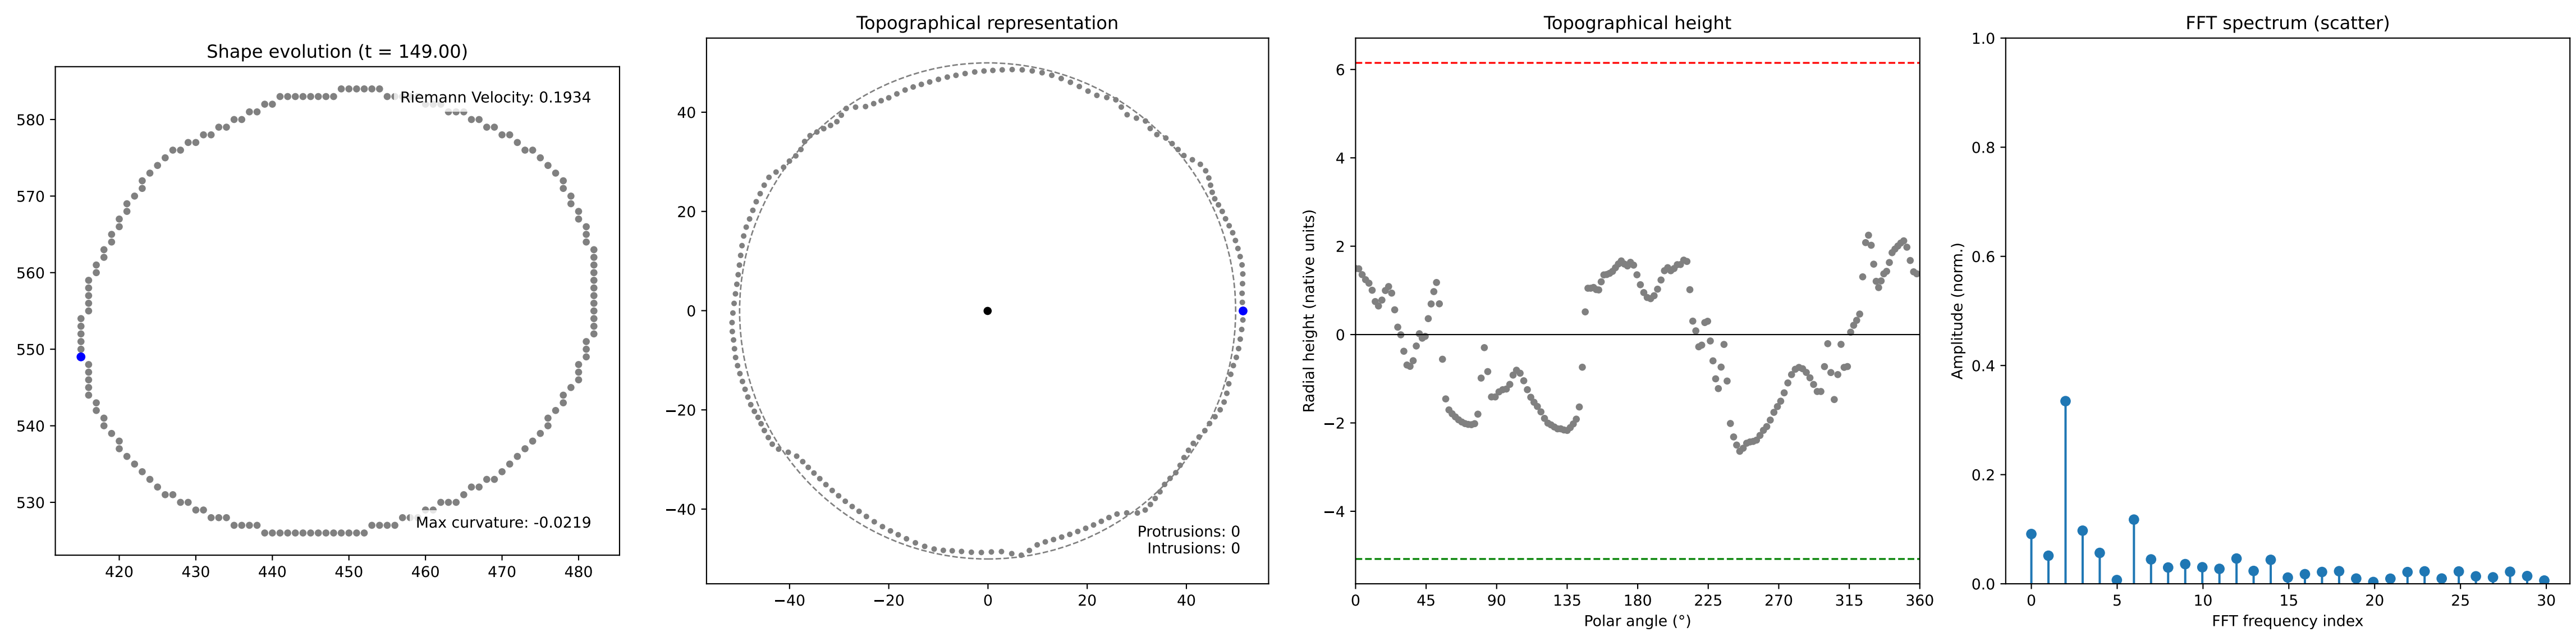 Shape evolution (t = 149.00)
Riemann Velocity: 0.1934
Max curvature: -0.0219
580
570
560
550
540
530
420 430 440 450 460 470 480
Topographical representation
40
20
0
−20
−40
−40 −20 0 20 40
Protrusions: 0
Intrusions: 0
Topographical height
Radial height (native units)
6
4
2
0
−2
−4
0 45 90 135 180 225 270 315 360
Polar angle (°)
FFT spectrum (scatter)
Amplitude (norm.)
1.0
0.8
0.6
0.4
0.2
0.0
0 5 10 15 20 25 30
FFT frequency index